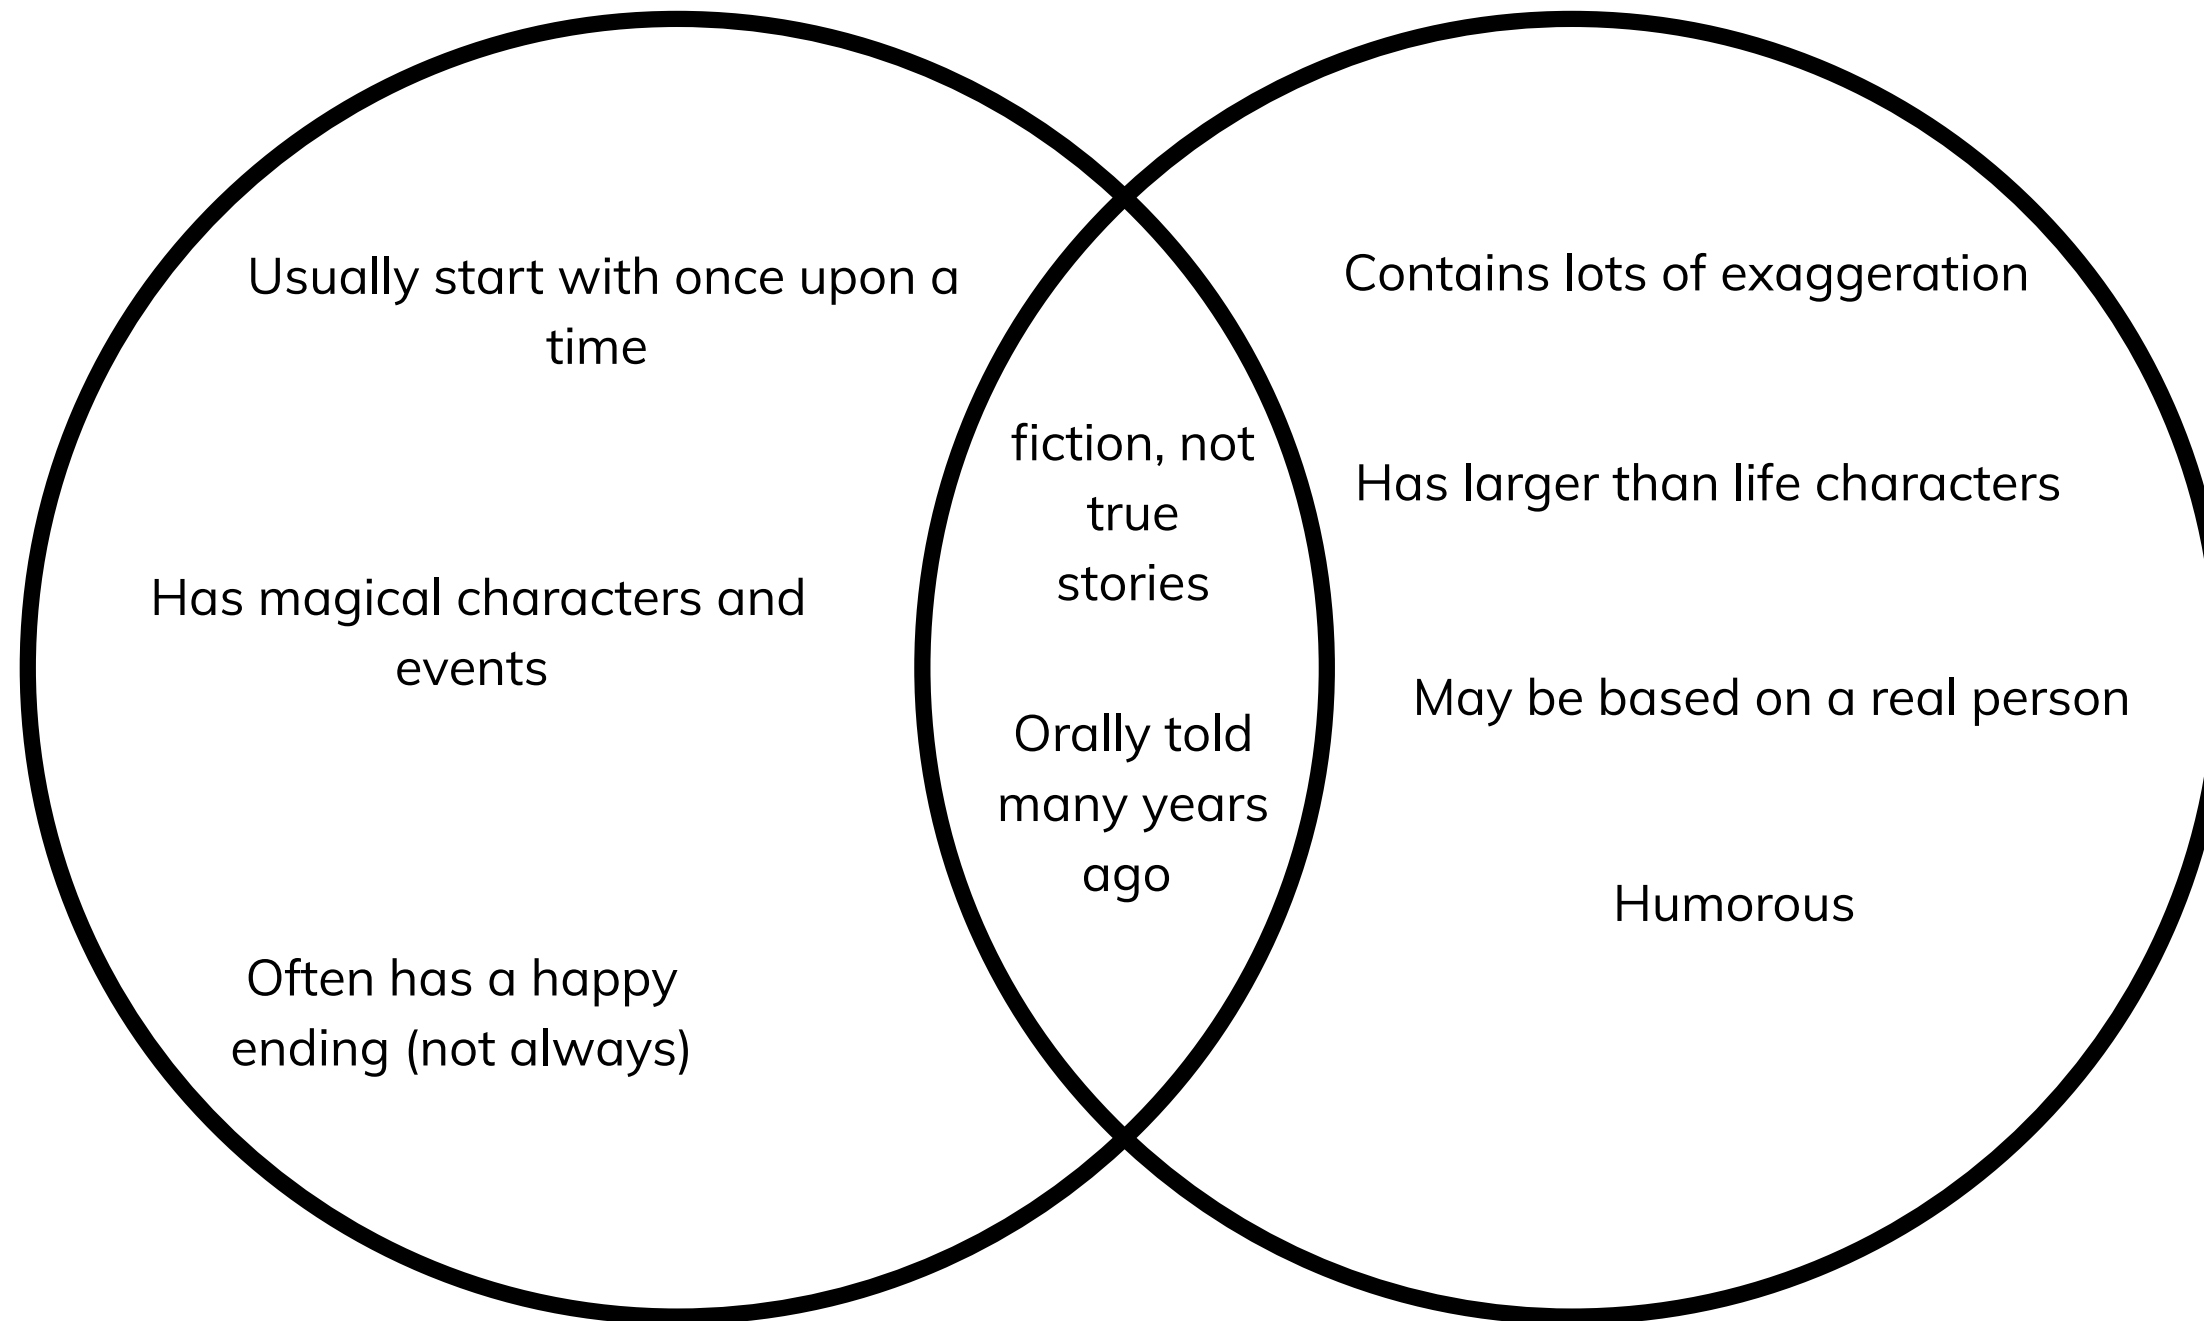 Usually start with once upon a
time
Has magical characters and
events
Often has a happy
ending (not always)
fiction, not
true
stories
Orally told
many years
ago
Contains lots of exaggeration
Has larger than life characters
May be based on a real person
Humorous